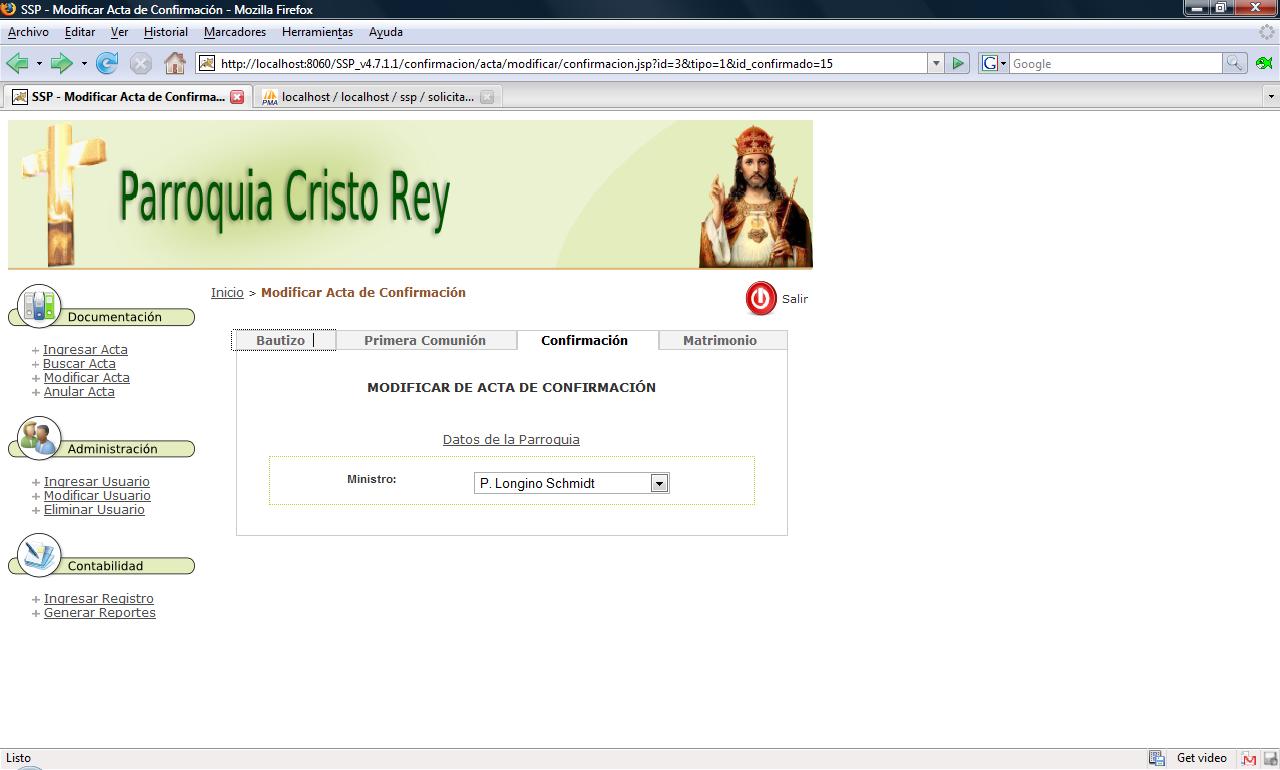 SSP - Modificar Acta de Confirmación - Mozilla Firefox
Archivo Editar Ver Historial Marcadores Herramientas Ayuda
http://localhost:8060/SSP_v4.7.1.1/confirmacion/acta/modificar/confirmacion.jsp?id=3&tipo=1&id_confirmado=15
G Google
SSP - Modificar Acta de Confirma...
PMA localhost / localhost / ssp / solicita...
Parroquia Cristo Rey
Inicio > Modificar Acta de Confirmación
Salir
Documentación
+ Ingresar Acta
+ Buscar Acta
+ Modificar Acta
+ Anular Acta
Administración
+ Ingresar Usuario
+ Modificar Usuario
+ Eliminar Usuario
Contabilidad
+ Ingresar Registro
+ Generar Reportes
Bautizo Primera Comunión Confirmación Matrimonio
MODIFICAR DE ACTA DE CONFIRMACIÓN
Datos de la Parroquia
Ministro: P. Longino Schmidt
Listo
Get video